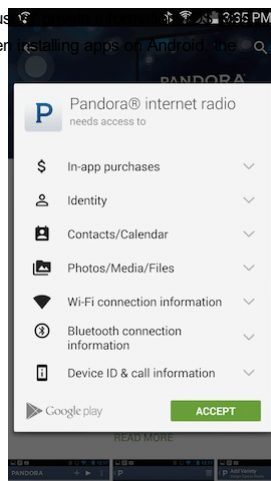 3:35 PM
en installing apps on Android, the
PANDORA
Pandora® internet radio
needs access to
In-app purchases
Identity
Contacts/Calendar
Photos/Media/Files
Wi-Fi connection information
Bluetooth connection
information
Device ID & call information
Google play
ACCEPT
READ MORE
PANDORA